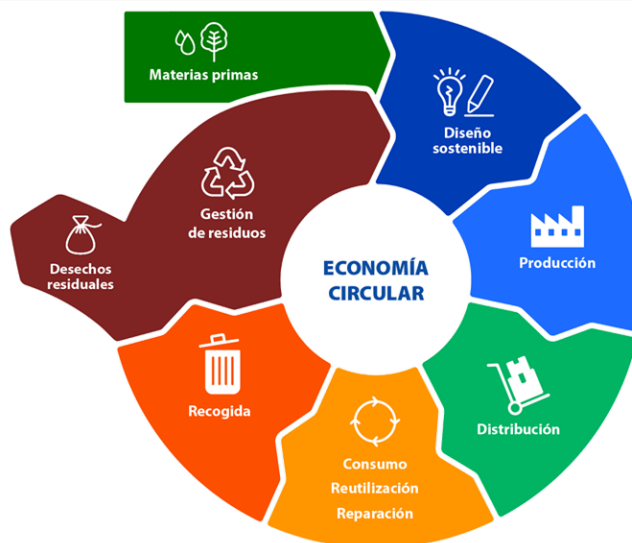 Materias primas
Diseño
sostenible
Producción
Distribución
Consumo
Reutilización
Reparación
Recogida
Gestión
de residuos
Desechos
residuales
ECONOMÍA
CIRCULAR